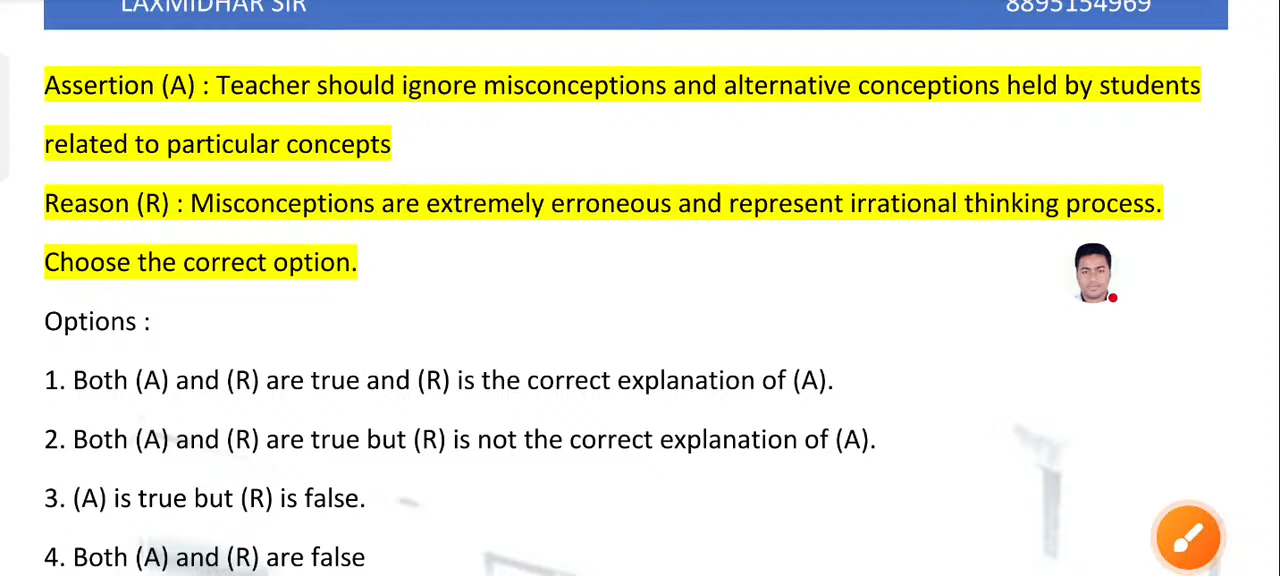 LAXMIDHAR SIR 8895154969
Assertion (A) : Teacher should ignore misconceptions and alternative conceptions held by students
related to particular concepts
Reason (R) : Misconceptions are extremely erroneous and represent irrational thinking process.
Choose the correct option.
Options :
1. Both (A) and (R) are true and (R) is the correct explanation of (A).
2. Both (A) and (R) are true but (R) is not the correct explanation of (A).
3. (A) is true but (R) is false.
4. Both (A) and (R) are false